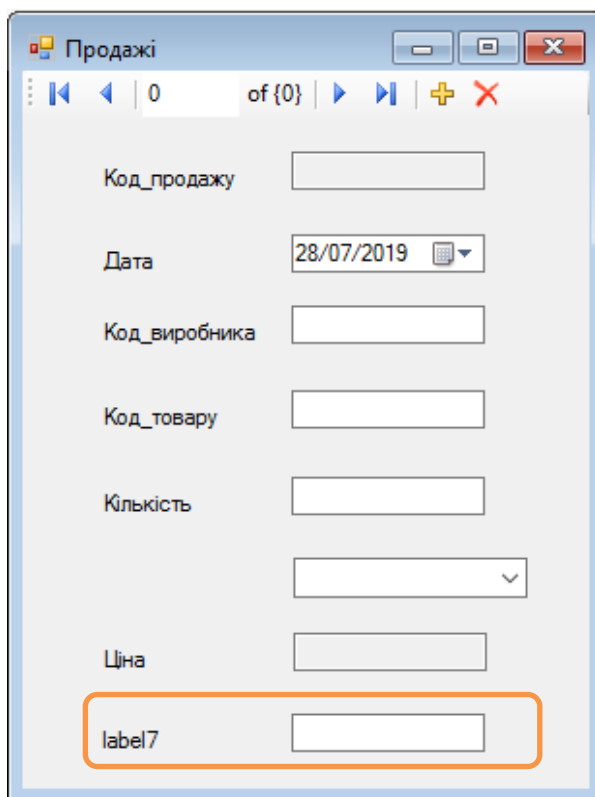 Продажі
0 of {0}
Код_продажу
Дата 28/07/2019
Код_виробника
Код_товару
Кількість
Ціна
label7